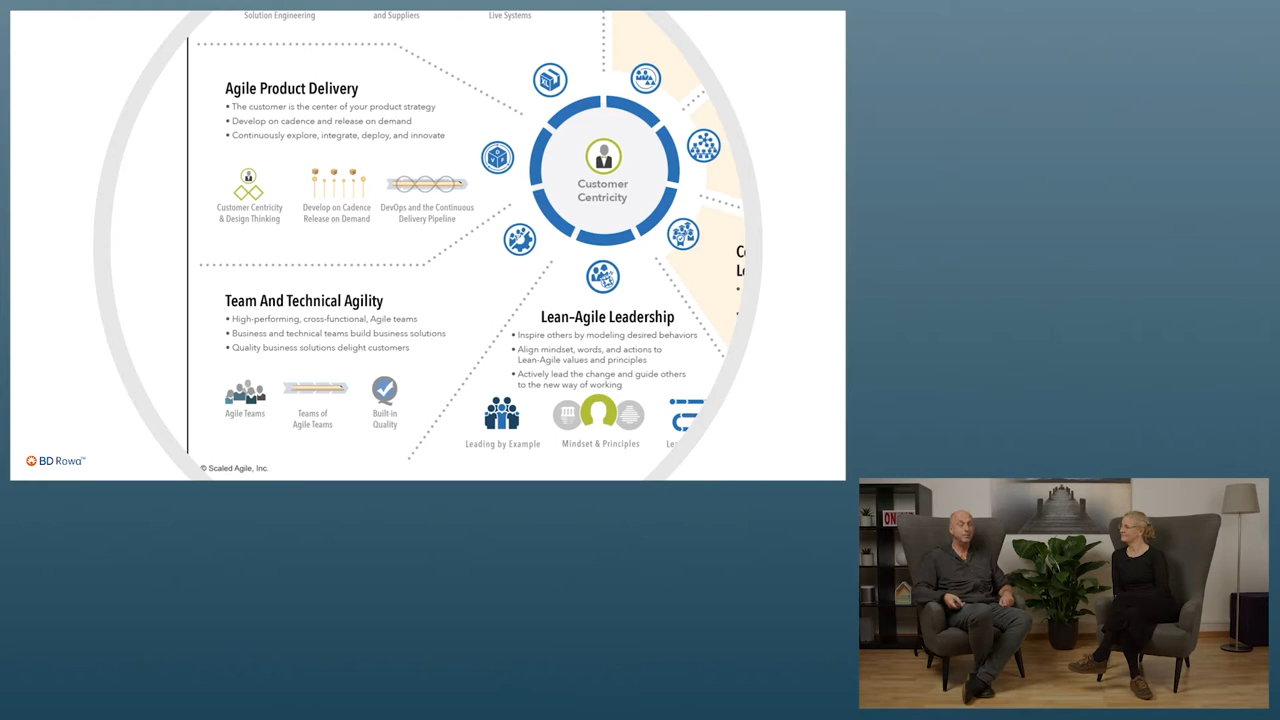 Solution Engineering
and Suppliers
Live Systems
Agile Product Delivery
• The customer is the center of your product strategy
• Develop on cadence and release on demand
• Continuously explore, integrate, deploy, and innovate
Customer Centricity
& Design Thinking
Develop on Cadence
Release on Demand
DevOps and the Continuous
Delivery Pipeline
Customer
Centricity
Team And Technical Agility
• High-performing, cross-functional, Agile teams
• Business and technical teams build business solutions
• Quality business solutions delight customers
Agile Teams
Teams of
Agile Teams
Built-in
Quality
Lean-Agile Leadership
• Inspire others by modeling desired behaviors
• Align mindset, words, and actions to
Lean-Agile values and principles
• Actively lead the change and guide others
to the new way of working
Leading by Example
Mindset & Principles
BD Rowa™
© Scaled Agile, Inc.
ON